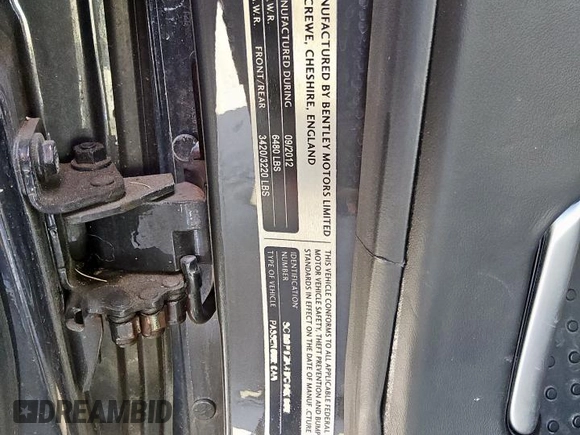 NUFACTURED BY BENTLEY MOTORS LIMITED
CREWE, CHESHIRE, ENGLAND
NUFACTURED DURING 09/2012
.V.W.R. 6480 LBS
.W.R. FRONT/REAR 3420/3220 LBS
THIS VEHICLE CONFORMS TO ALL APPLICABLE FEDERAL
MOTOR VEHICLE SAFETY, THEFT PREVENTION AND BUMP
STANDARDS IN EFFECT ON THE DATE OF MANUF.CTURE
IDENTIFICATION
NUMBER
TYPE OF VEHICLE
DREAMBID